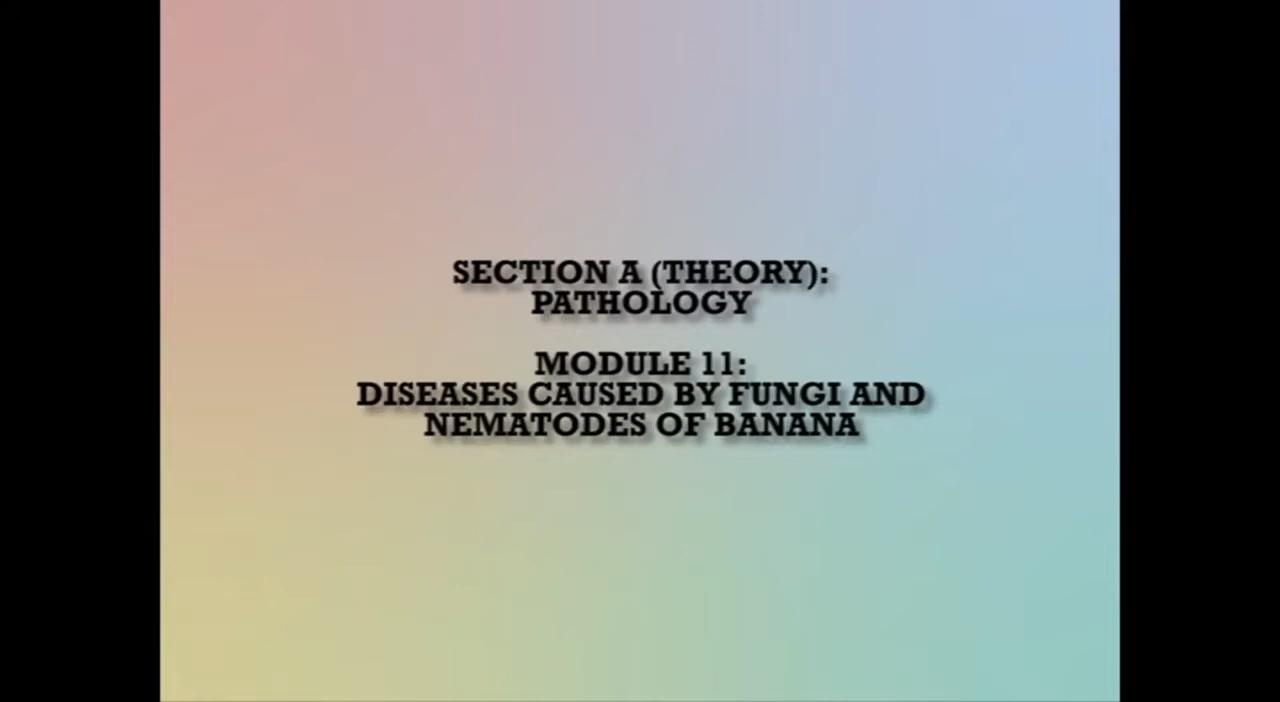 SECTION A (THEORY):
PATHOLOGY
MODULE 11:
DISEASES CAUSED BY FUNGI AND
NEMATODES OF BANANA